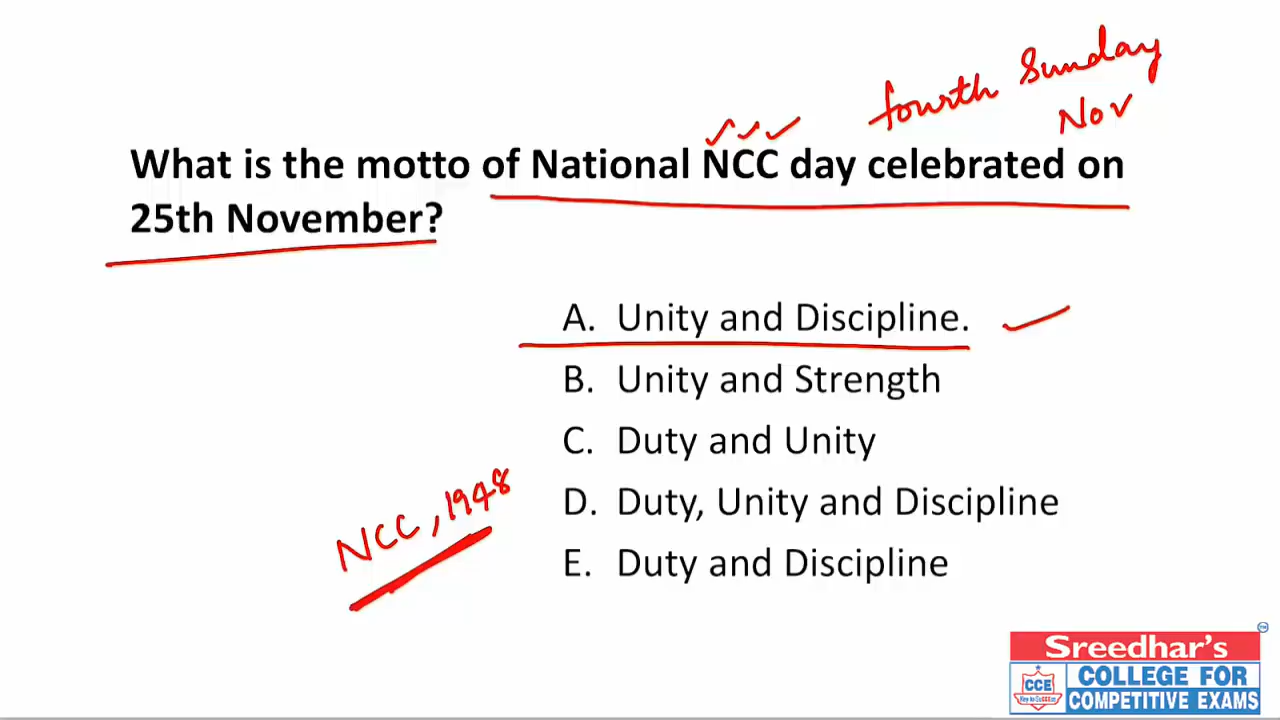 fourth Sunday
Nov
What is the motto of National NCC day celebrated on
25th November?
A. Unity and Discipline.
B. Unity and Strength
C. Duty and Unity
D. Duty, Unity and Discipline
E. Duty and Discipline
NCC, 1948
Sreedhar's
CCE
COLLEGE FOR
COMPETITIVE EXAMS